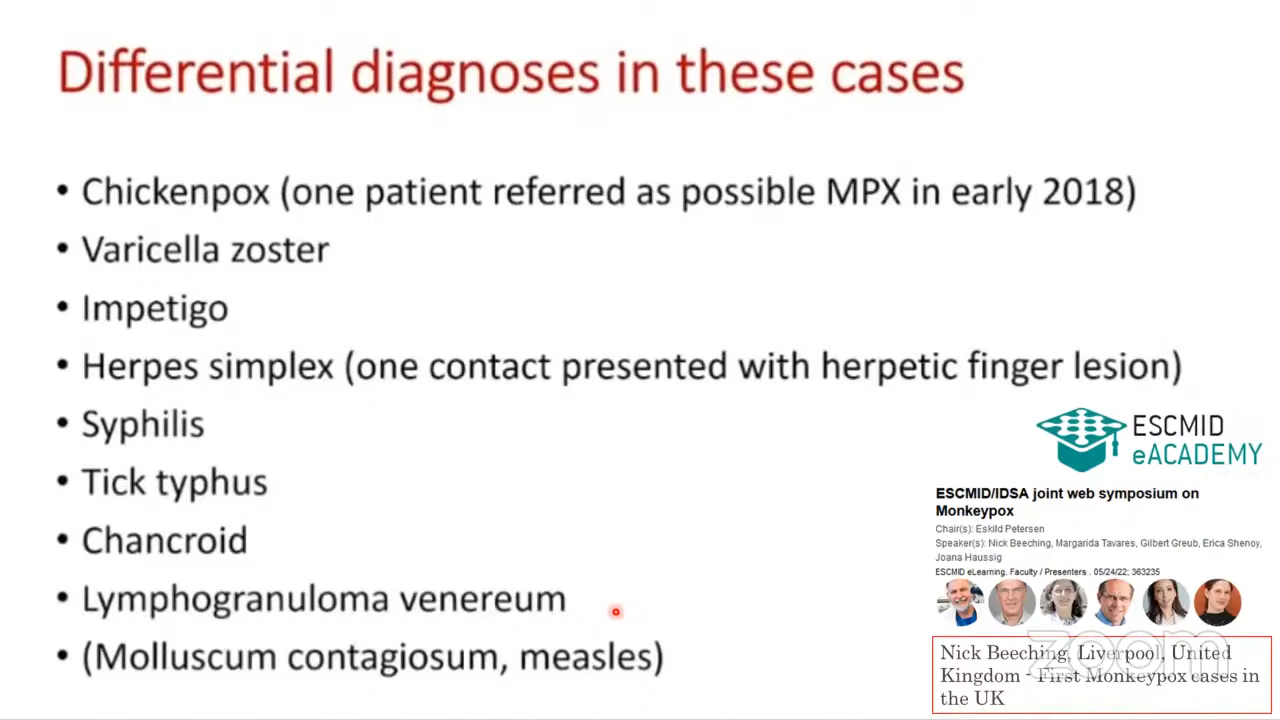 Differential diagnoses in these cases
• Chickenpox (one patient referred as possible MPX in early 2018)
• Varicella zoster
• Impetigo
• Herpes simplex (one contact presented with herpetic finger lesion)
• Syphilis
• Tick typhus
• Chancroid
• Lymphogranuloma venereum
• (Molluscum contagiosum, measles)
ESCMID
eACADEMY
ESCMID/IDSA joint web symposium on
Monkeypox
Chair(s): Eskild Petersen
Speaker(s): Nick Beeching, Margarida Tavares, Gilbert Greub, Erica Shenoy,
Joana Haussig
ESCMID eLearning, Faculty / Presenters . 05/24/22; 363235
Nick Beeching, Liverpool, United
Kingdom - First Monkeypox cases in
the UK
zoom